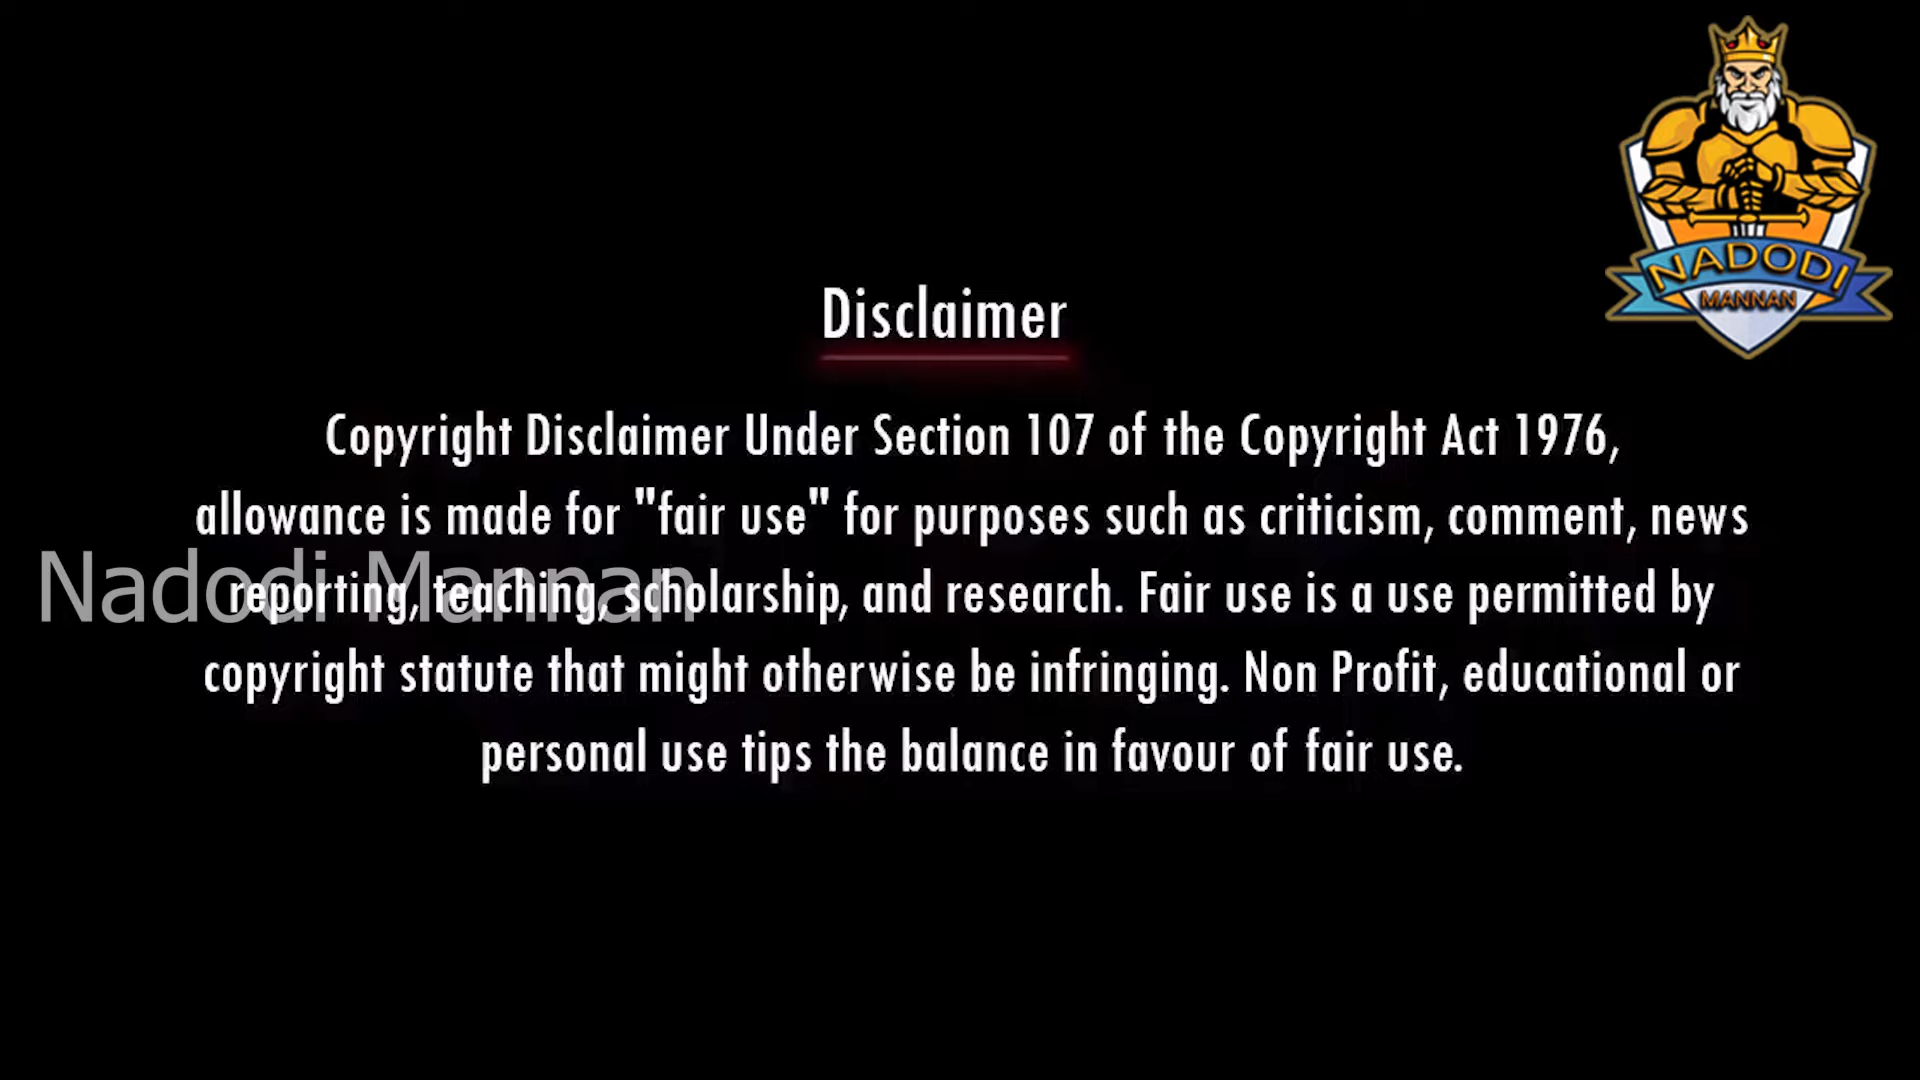 NADODI
MANNAN
Disclaimer
Copyright Disclaimer Under Section 107 of the Copyright Act 1976,
allowance is made for "fair use" for purposes such as criticism, comment, news
reporting, teaching, scholarship, and research. Fair use is a use permitted by
copyright statute that might otherwise be infringing. Non Profit, educational or
personal use tips the balance in favour of fair use.
Nadodi Mannan